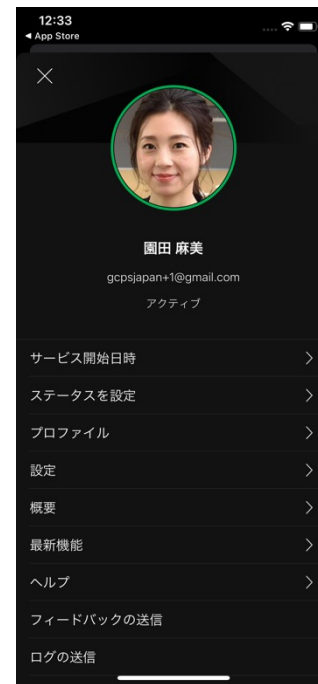 12:33
◀ App Store
園田 麻美
gcpsjapan+1@gmail.com
アクティブ
サービス開始日時
ステータスを設定
プロファイル
設定
概要
最新機能
ヘルプ
フィードバックの送信
ログの送信